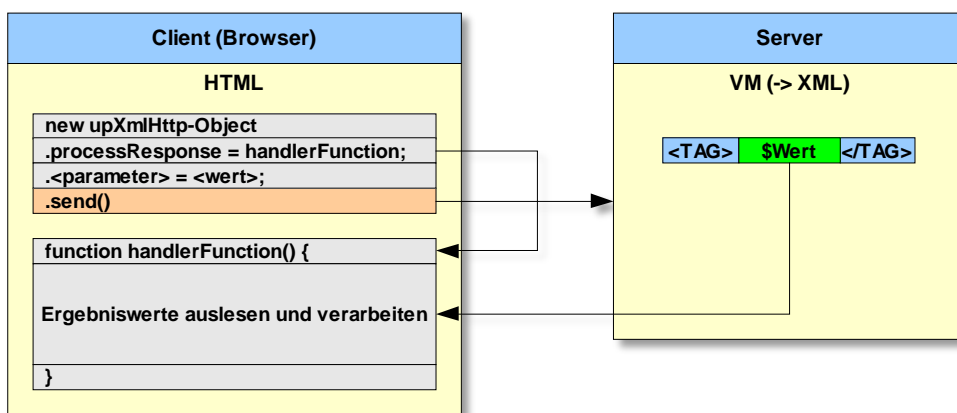 Client (Browser)
HTML
new upXmlHttp-Object
.processResponse = handlerFunction;
.<parameter> = <wert>;
.send()
function handlerFunction() {
Ergebniswerte auslesen und verarbeiten
}
Server
VM (-> XML)
<TAG> $Wert </TAG>